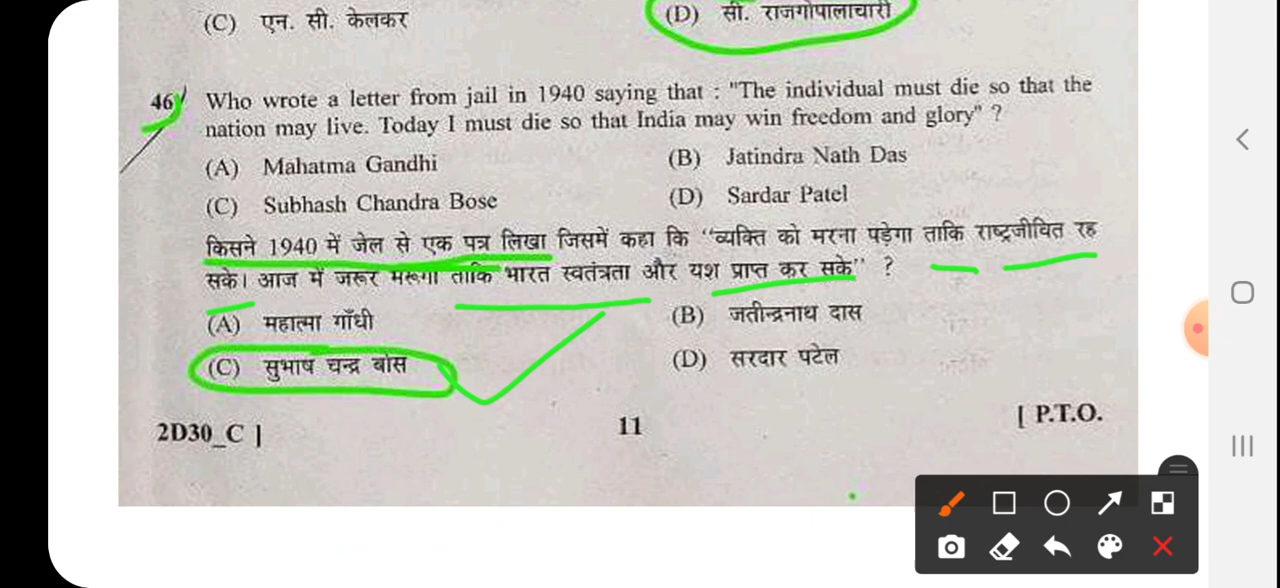 (C) एन. सी. केलकर (D) सी. राजगोपालाचारी
46 Who wrote a letter from jail in 1940 saying that : "The individual must die so that the
nation may live. Today I must die so that India may win freedom and glory" ?
(A) Mahatma Gandhi (B) Jatindra Nath Das
(C) Subhash Chandra Bose (D) Sardar Patel
किसने 1940 में जेल से एक पत्र लिखा जिसमें कहा कि "व्यक्ति को मरना पड़ेगा ताकि राष्ट्रजीवित रह
सके। आज में जरूर मरूंगा ताकि भारत स्वतंत्रता और यश प्राप्त कर सके" ?
(A) महात्मा गाँधी (B) जतीन्द्रनाथ दास
(C) सुभाष चन्द्र बोस (D) सरदार पटेल
2D30_C ] 11 [ P.T.O.